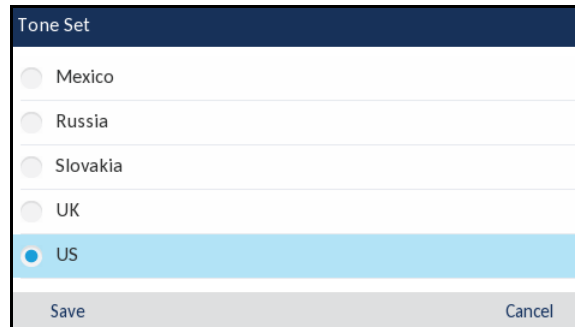 Tone Set
Mexico
Russia
Slovakia
UK
US
Save Cancel